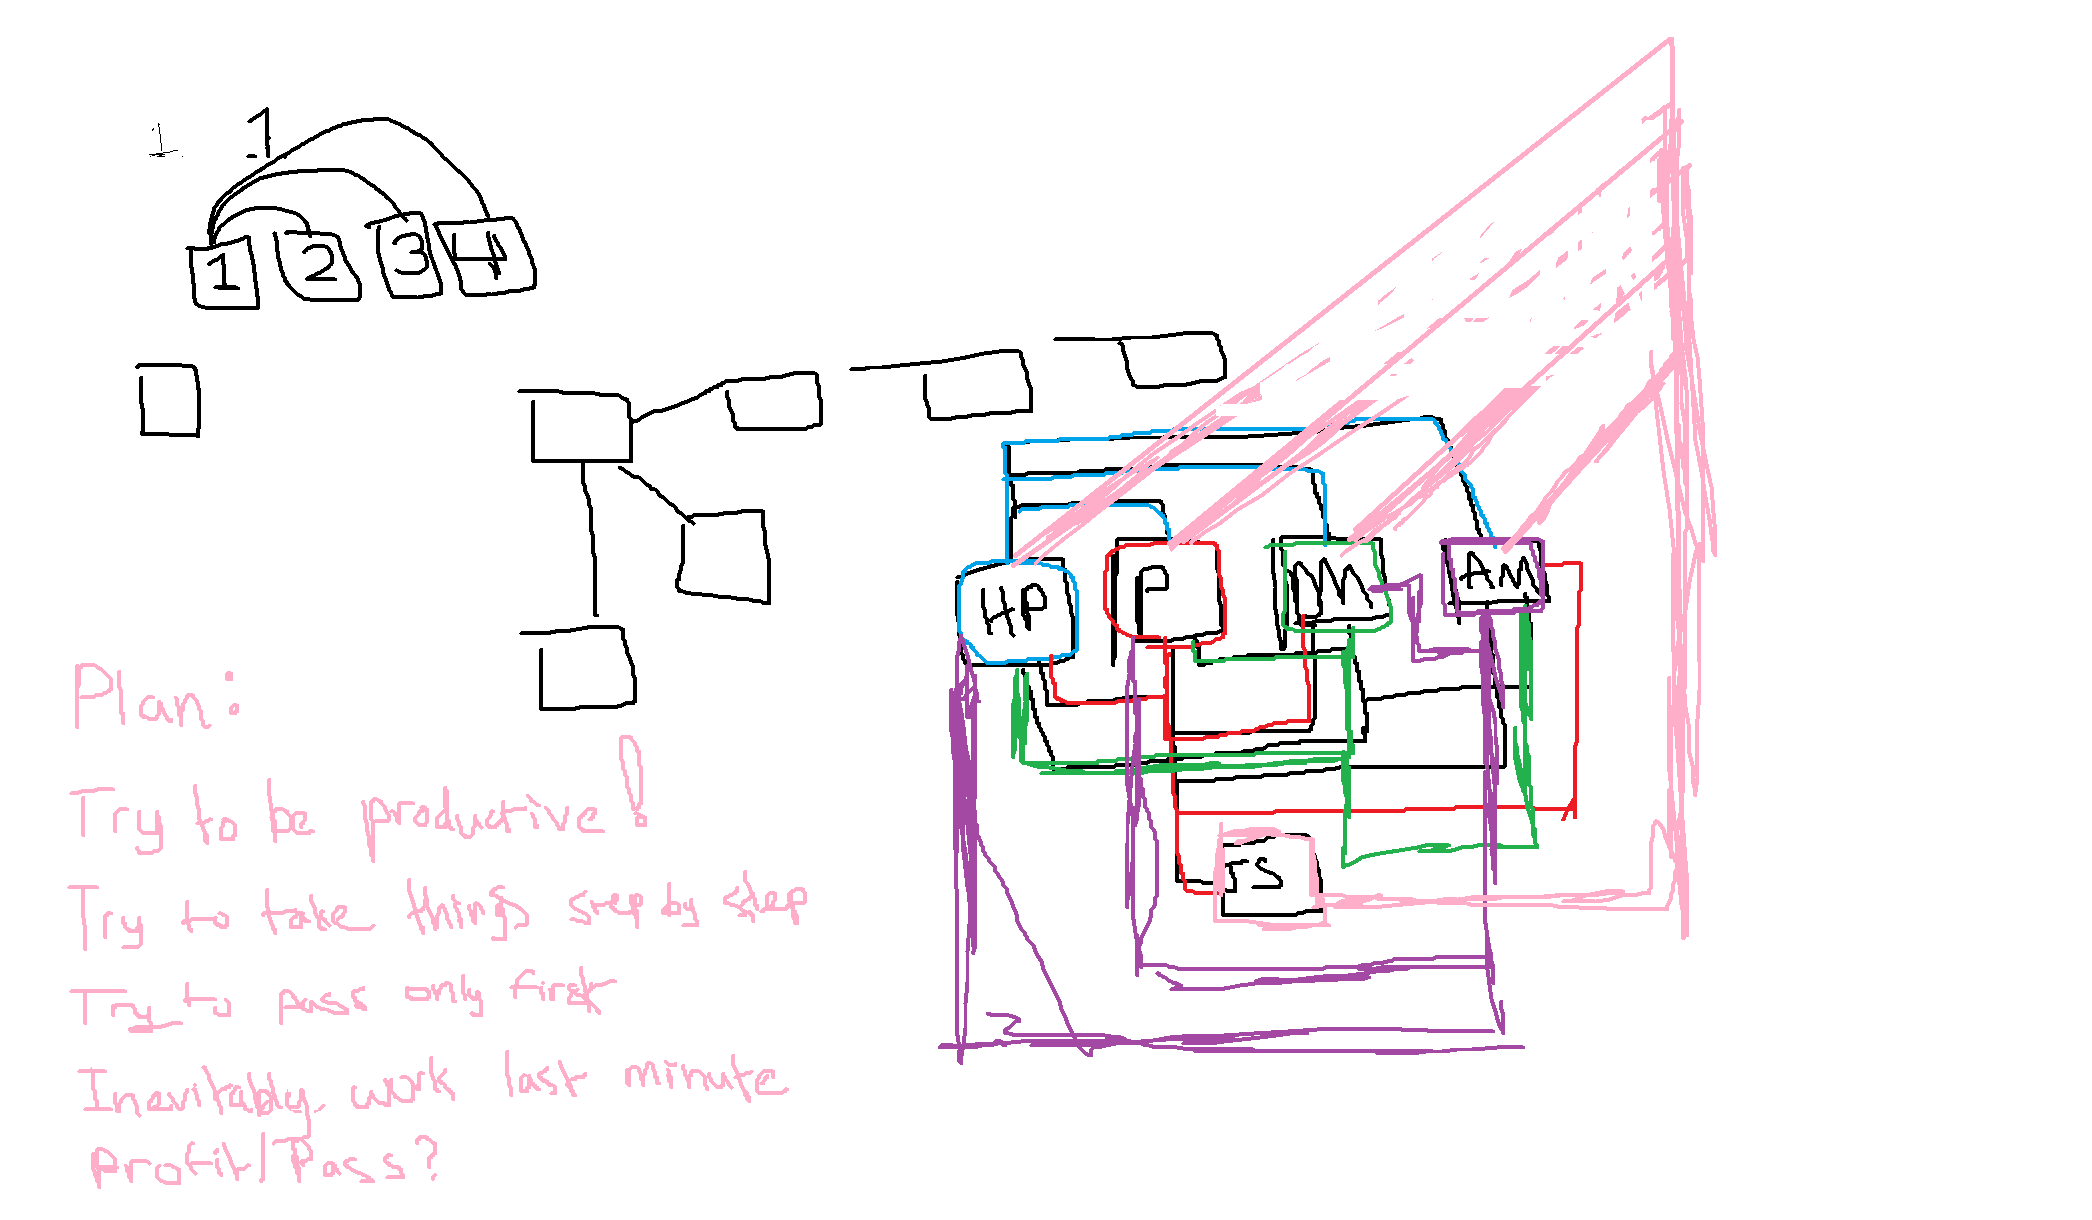 1 1
1 2 3 4
HP P M AM
TS
Plan:
Try to be productive!
Try to take things step by step
Try to pass only first
Inevitably work last minute
Profit/Pass?